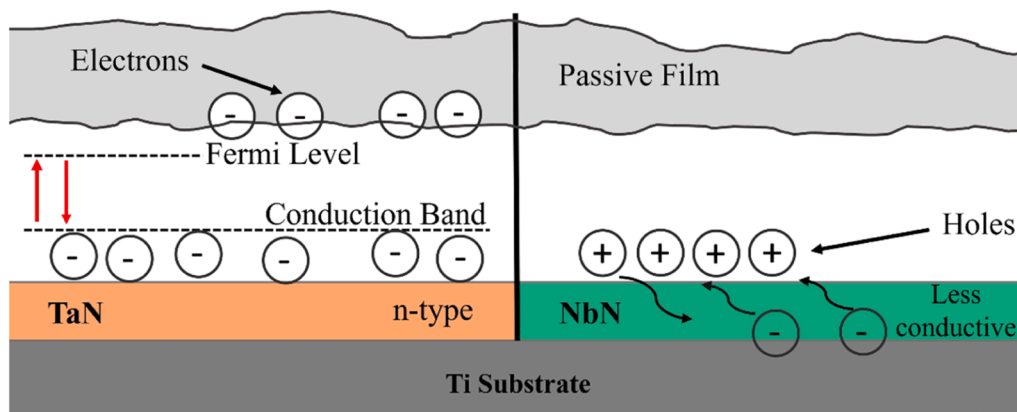 Electrons
Passive Film
Fermi Level
Conduction Band
- - - -
- - - - - -
+ + + +
Holes
TaN
n-type
NbN
Less
conductive
- -
Ti Substrate